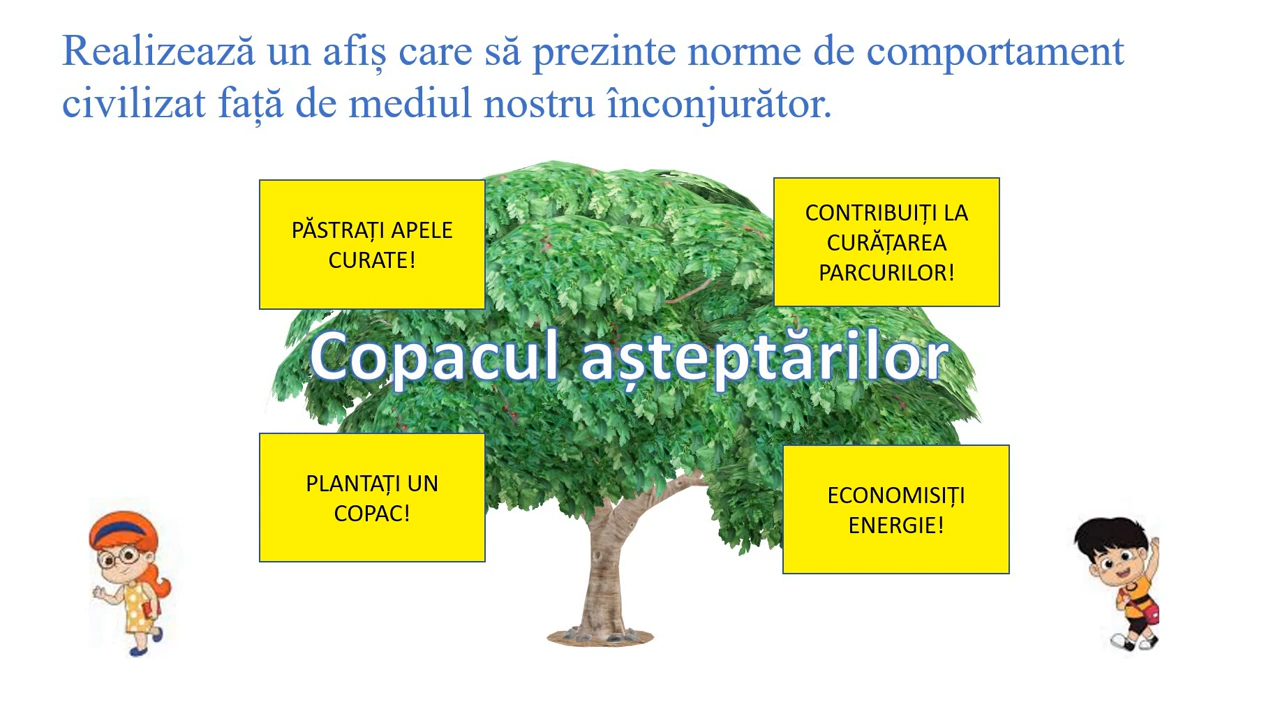 Realizează un afiș care să prezinte norme de comportament
civilizat față de mediul nostru înconjurător.
PĂSTRAȚI APELE
CURATE!
CONTRIBUIȚI LA
CURĂȚAREA
PARCURILOR!
Copacul așteptărilor
PLANTAȚI UN
COPAC!
ECONOMISIȚI
ENERGIE!